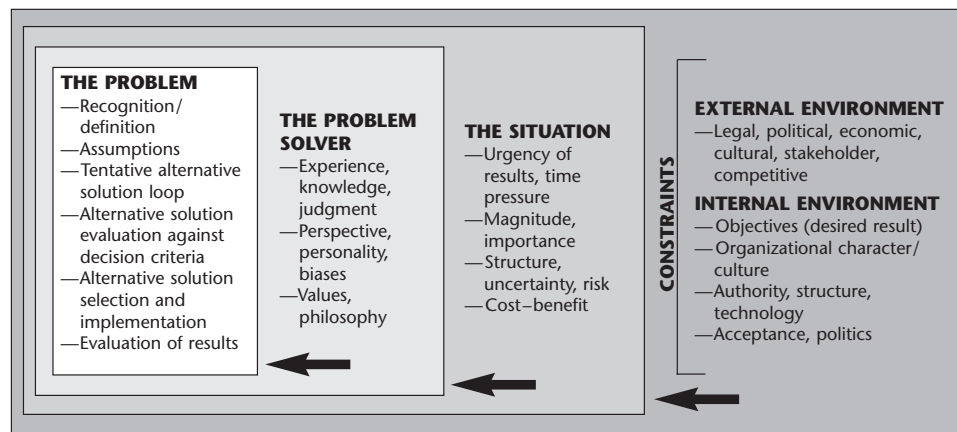 THE PROBLEM
—Recognition/
definition
—Assumptions
—Tentative alternative
solution loop
—Alternative solution
evaluation against
decision criteria
—Alternative solution
selection and
implementation
—Evaluation of results
THE PROBLEM
SOLVER
—Experience,
knowledge,
judgment
—Perspective,
personality,
biases
—Values,
philosophy
THE SITUATION
—Urgency of
results, time
pressure
—Magnitude,
importance
—Structure,
uncertainty, risk
—Cost–benefit
CONSTRAINTS
EXTERNAL ENVIRONMENT
—Legal, political, economic,
cultural, stakeholder,
competitive
INTERNAL ENVIRONMENT
—Objectives (desired result)
—Organizational character/
culture
—Authority, structure,
technology
—Acceptance, politics